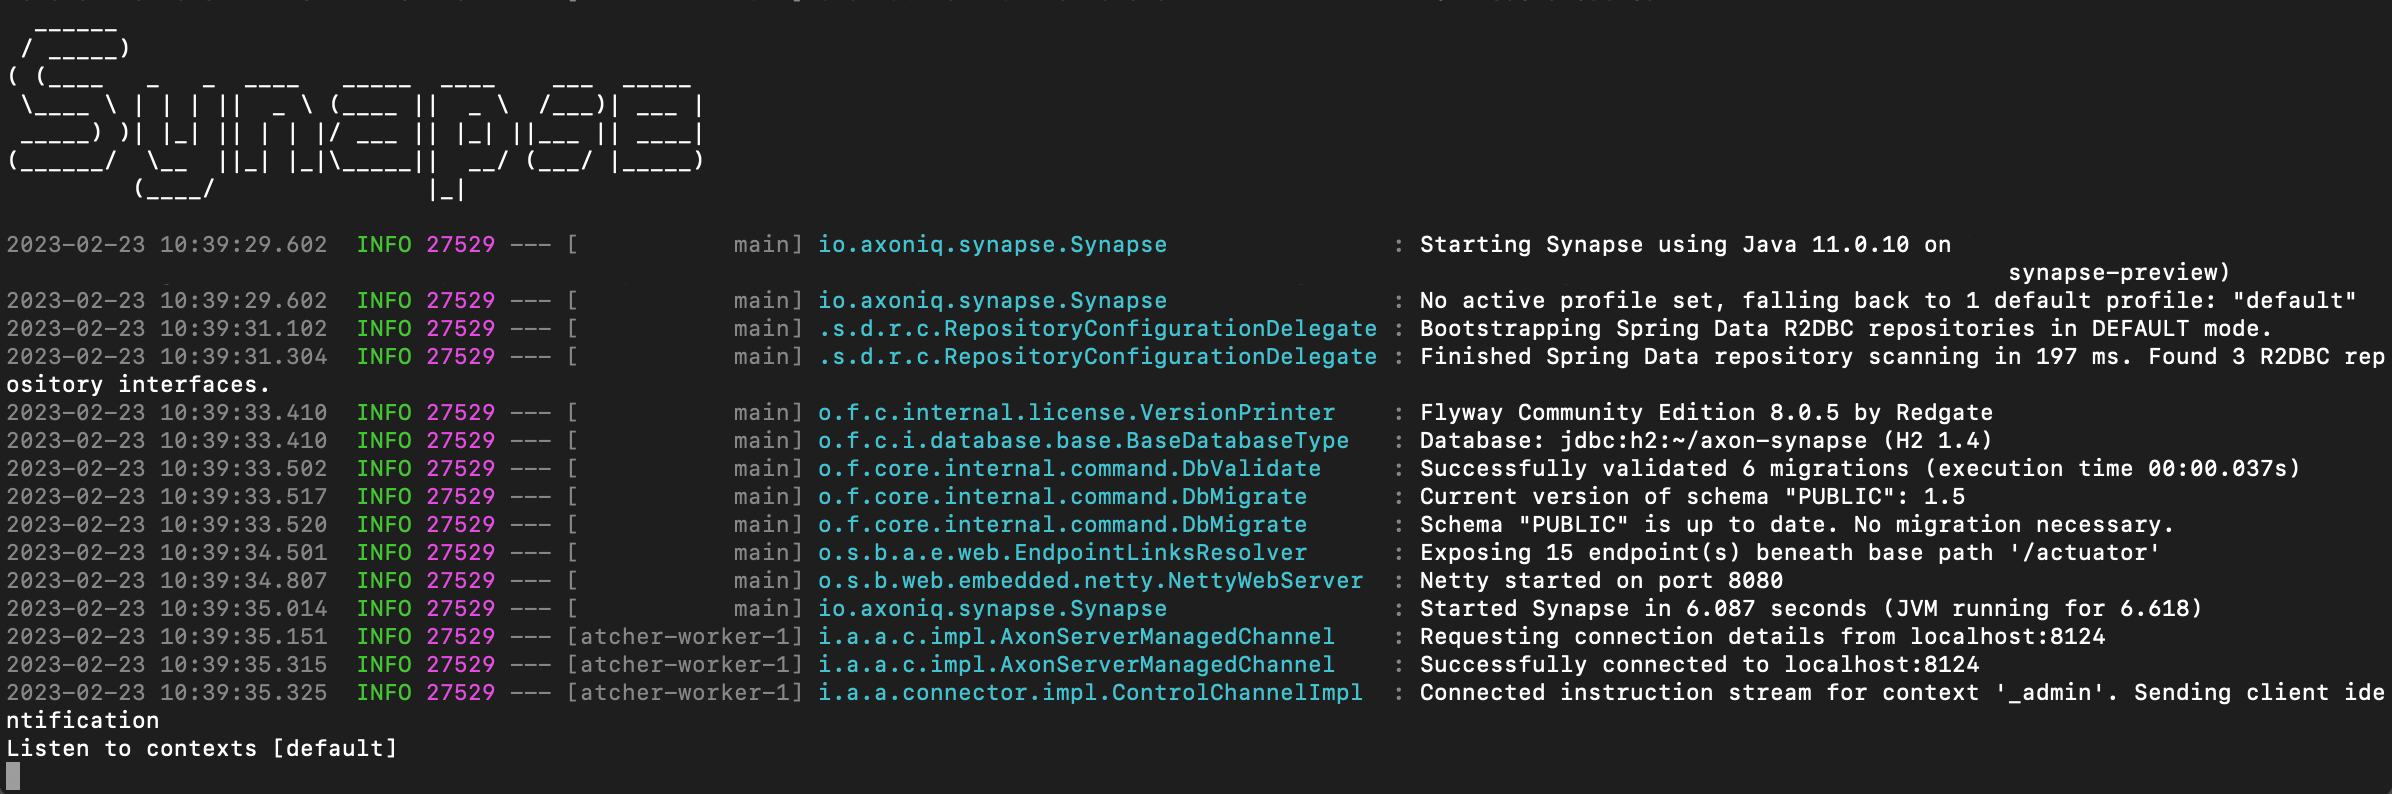 Synapse
2023-02-23 10:39:29.602  INFO 27529 --- [           main] io.axoniq.synapse.Synapse                : Starting Synapse using Java 11.0.10 on
synapse-preview)
2023-02-23 10:39:29.602  INFO 27529 --- [           main] io.axoniq.synapse.Synapse                : No active profile set, falling back to 1 default profile: "default"
2023-02-23 10:39:31.102  INFO 27529 --- [           main] .s.d.r.c.RepositoryConfigurationDelegate : Bootstrapping Spring Data R2DBC repositories in DEFAULT mode.
2023-02-23 10:39:31.304  INFO 27529 --- [           main] .s.d.r.c.RepositoryConfigurationDelegate : Finished Spring Data repository scanning in 197 ms. Found 3 R2DBC rep
ository interfaces.
2023-02-23 10:39:33.410  INFO 27529 --- [           main] o.f.c.internal.license.VersionPrinter    : Flyway Community Edition 8.0.5 by Redgate
2023-02-23 10:39:33.410  INFO 27529 --- [           main] o.f.c.i.database.base.BaseDatabaseType   : Database: jdbc:h2:~/axon-synapse (H2 1.4)
2023-02-23 10:39:33.502  INFO 27529 --- [           main] o.f.core.internal.command.DbValidate     : Successfully validated 6 migrations (execution time 00:00.037s)
2023-02-23 10:39:33.517  INFO 27529 --- [           main] o.f.core.internal.command.DbMigrate      : Current version of schema "PUBLIC": 1.5
2023-02-23 10:39:33.520  INFO 27529 --- [           main] o.f.core.internal.command.DbMigrate      : Schema "PUBLIC" is up to date. No migration necessary.
2023-02-23 10:39:34.501  INFO 27529 --- [           main] o.s.b.a.e.web.EndpointLinksResolver      : Exposing 15 endpoint(s) beneath base path '/actuator'
2023-02-23 10:39:34.807  INFO 27529 --- [           main] o.s.b.web.embedded.netty.NettyWebServer  : Netty started on port 8080
2023-02-23 10:39:35.014  INFO 27529 --- [           main] io.axoniq.synapse.Synapse                : Started Synapse in 6.087 seconds (JVM running for 6.618)
2023-02-23 10:39:35.151  INFO 27529 --- [atcher-worker-1] i.a.a.c.impl.AxonServerManagedChannel    : Requesting connection details from localhost:8124
2023-02-23 10:39:35.315  INFO 27529 --- [atcher-worker-1] i.a.a.c.impl.AxonServerManagedChannel    : Successfully connected to localhost:8124
2023-02-23 10:39:35.325  INFO 27529 --- [atcher-worker-1] i.a.a.connector.impl.ControlChannelImpl  : Connected instruction stream for context '_admin'. Sending client ide
ntification
Listen to contexts [default]